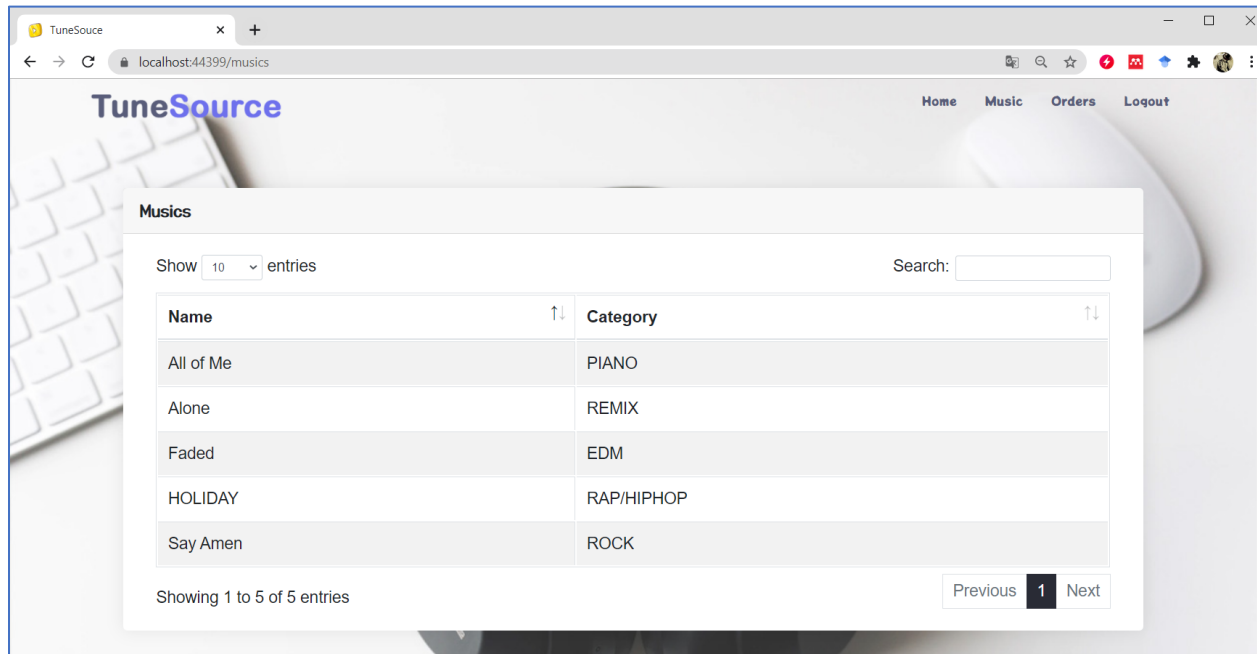 TuneSouce
localhost:44399/musics
TuneSource
Home Music Orders Logout
Musics
Show 10 entries Search:
Name Category
All of Me PIANO
Alone REMIX
Faded EDM
HOLIDAY RAP/HIPHOP
Say Amen ROCK
Showing 1 to 5 of 5 entries Previous 1 Next